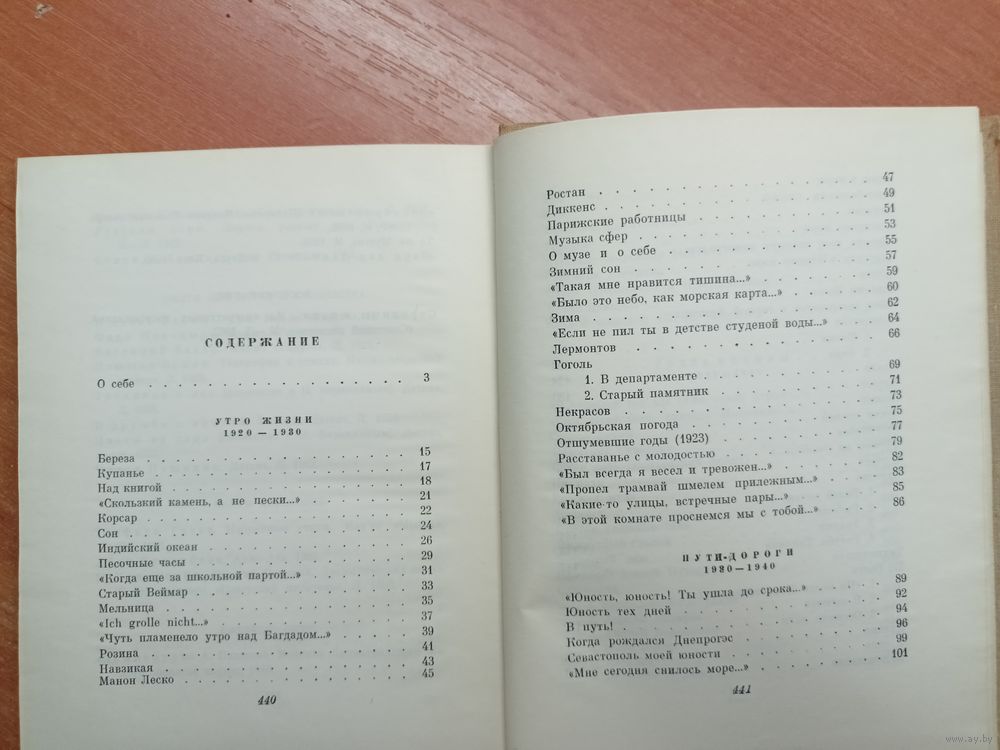 СОДЕРЖАНИЕ
О себе . . . . . . . . . . . . . . . . 3
УТРО ЖИЗНИ
1920 — 1930
Береза . . . . . . . . . . . . . . . . 15
Купанье . . . . . . . . . . . . . . . 17
Над книгой . . . . . . . . . . . . . . 18
«Скользкий камень, а не пески...» . . . . . . 21
Корсар . . . . . . . . . . . . . . . . 22
Сон . . . . . . . . . . . . . . . . . 24
Индийский океан . . . . . . . . . . . . 26
Песочные часы . . . . . . . . . . . . . 29
«Когда еще за школьной партой...» . . . . . . 31
Старый Веймар . . . . . . . . . . . . . 33
Мельница . . . . . . . . . . . . . . . 35
«Ich grolle nicht...» . . . . . . . . . . . 37
«Чуть пламенело утро над Багдадом...» . . . . 39
Розина . . . . . . . . . . . . . . . . 41
Навзикая . . . . . . . . . . . . . . . 43
Манон Леско . . . . . . . . . . . . . . 45
440
Ростан . . . . . . . . . . . . . . . . 47
Диккенс . . . . . . . . . . . . . . . 49
Парижские работницы . . . . . . . . . . 51
Музыка сфер . . . . . . . . . . . . . . 53
О музе и о себе . . . . . . . . . . . . 55
Зимний сон . . . . . . . . . . . . . . 57
«Такая мне нравится тишина...» . . . . . . . 59
«Было это небо, как морская карта...» . . . . . 60
Зима . . . . . . . . . . . . . . . . . 62
«Если не пил ты в детстве студеной воды...» . . 64
Лермонтов . . . . . . . . . . . . . . . 66
Гоголь
1. В департаменте . . . . . . . . . . . 69
2. Старый памятник . . . . . . . . . . 71
Некрасов . . . . . . . . . . . . . . . 73
Октябрьская погода . . . . . . . . . . . 75
Отшумевшие годы (1923) . . . . . . . . . 77
Расставанье с молодостью . . . . . . . . . 79
«Был всегда я весел и тревожен...» . . . . . . 82
«Пропел трамвай шмелем прилежным...» . . . . 83
«Какие-то улицы, встречные пары...» . . . . . 85
«В этой комнате проснемся мы с тобой...» . . . 86
ПУТИ-ДОРОГИ
1930—1940
«Юность, юность! Ты ушла до срока...» . . . . 89
Юность тех дней . . . . . . . . . . . . 92
В путь! . . . . . . . . . . . . . . . . 94
Когда рождался Днепрогэс . . . . . . . . . 96
Севастополь моей юности . . . . . . . . . 99
«Мне сегодня снилось море...» . . . . . . . 101
441
www.ay.by